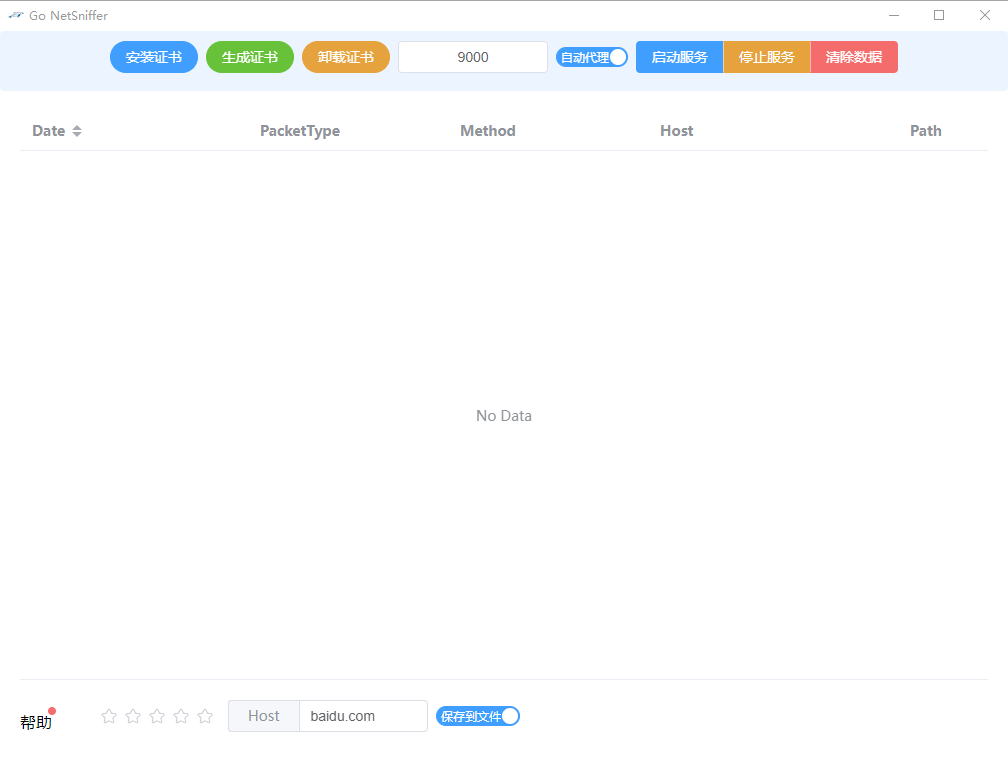 Go NetSniffer
安装证书 生成证书 卸载证书 9000 自动代理 启动服务 停止服务 清除数据
Date PacketType Method Host Path
No Data
帮助 Host baidu.com 保存到文件